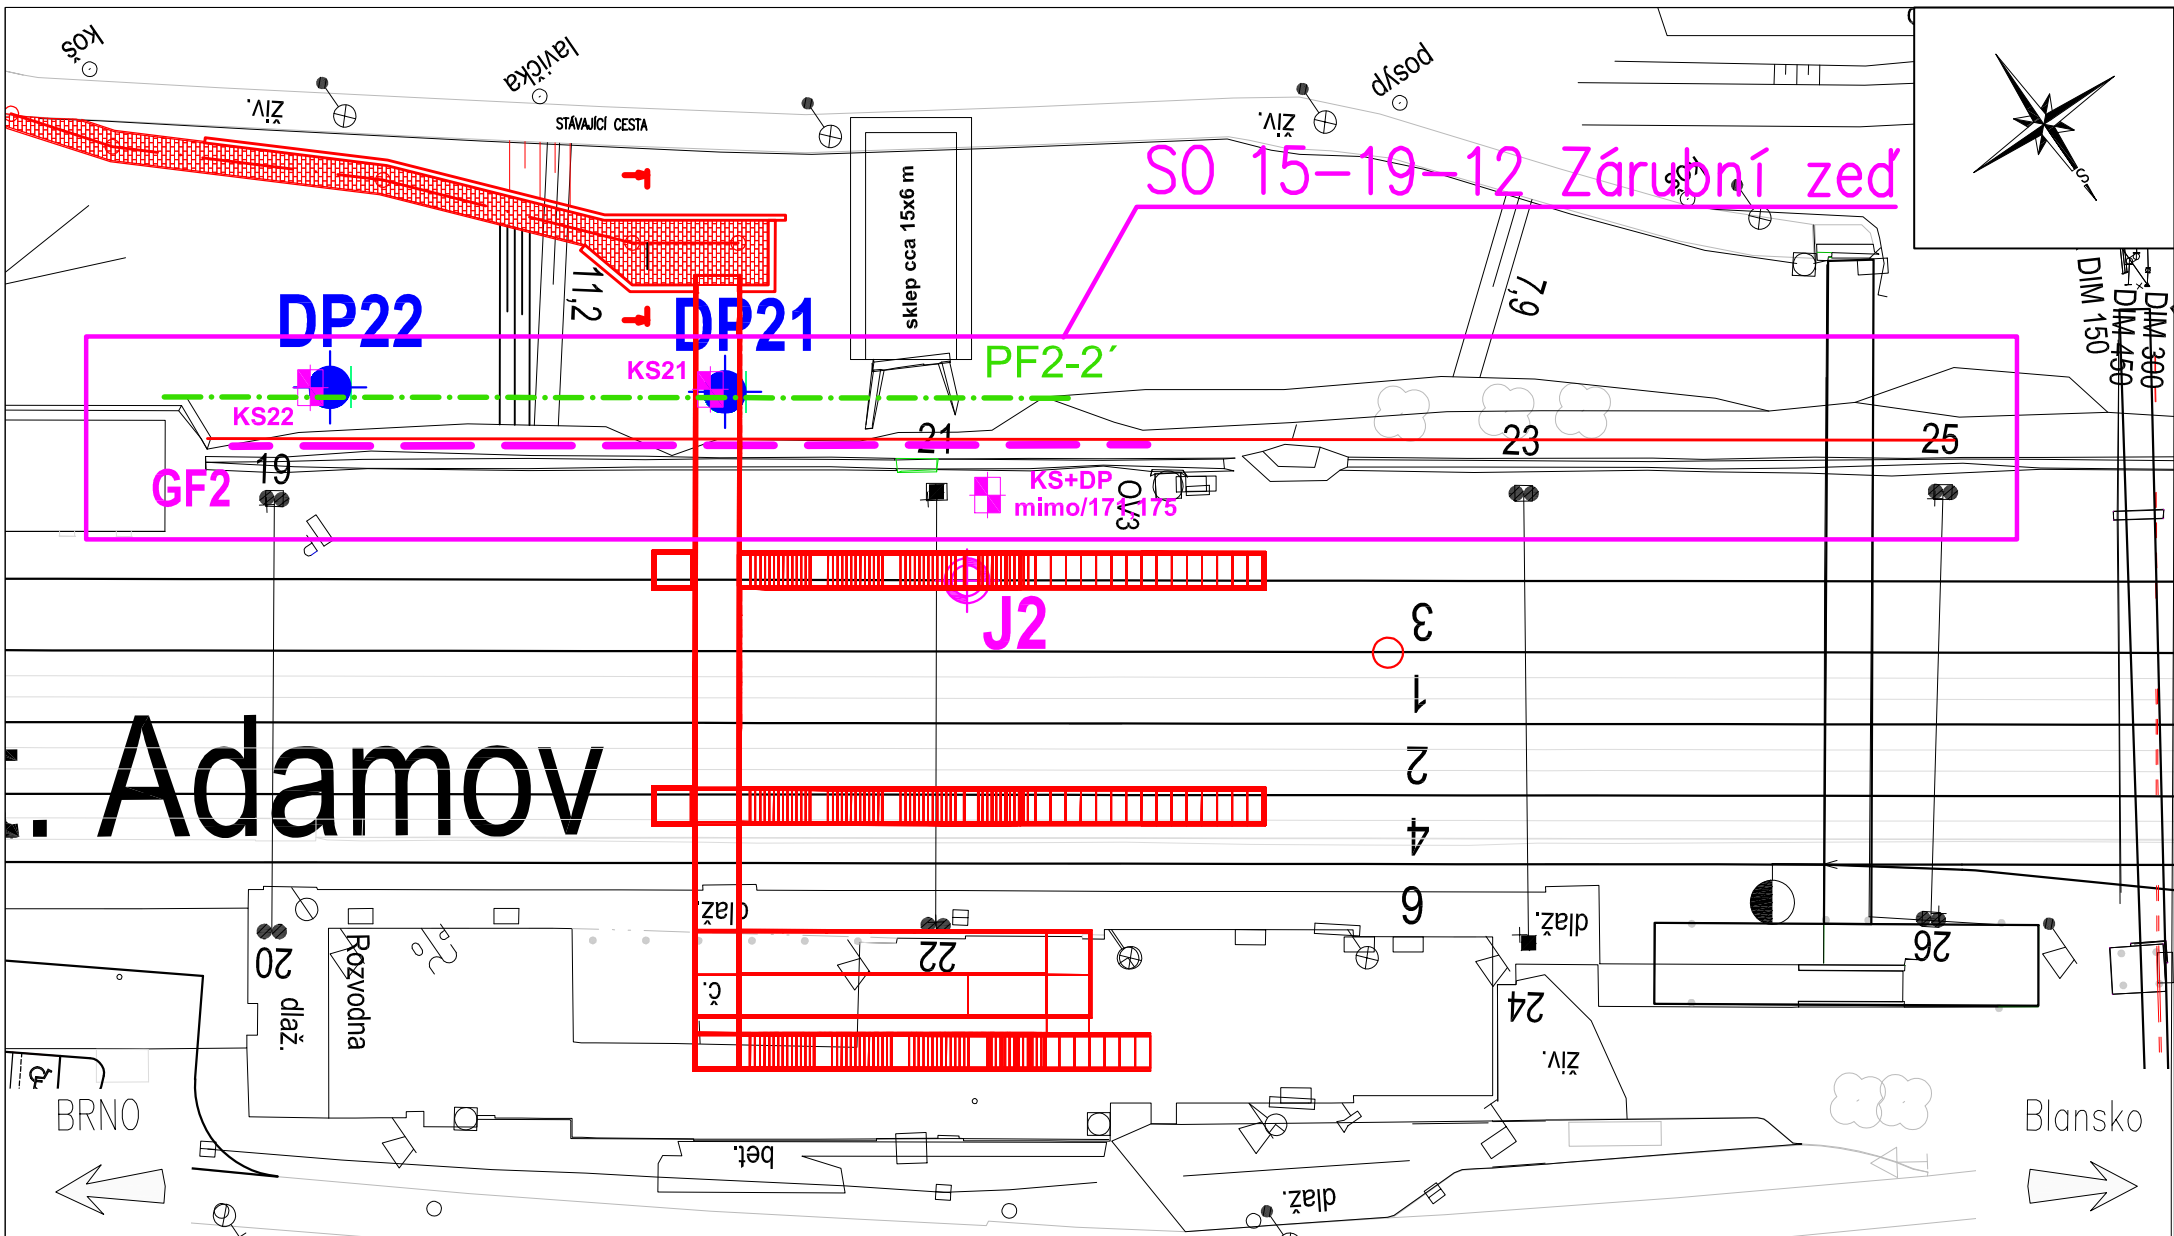 koš
lavička
posyp
živ.
živ.
STÁVAJÍCÍ CESTA
SO 15-19-12 Zárubní zeď
S
sklep cca 15x6 m
11,2
7,9
DIM 150
DIM 450
DIM 300
DP22
DP21
PF2-2´
KS21
KS22
GF2
19
21
23
25
KS+DP
mimo/171,175
OV3
J2
3
1
2
4
6
: Adamov
dlaž.
dlaž.
20
22
24
26
č.
Rozvodna
dlaž.
živ.
BRNO
Blansko
bet.
dlaž.